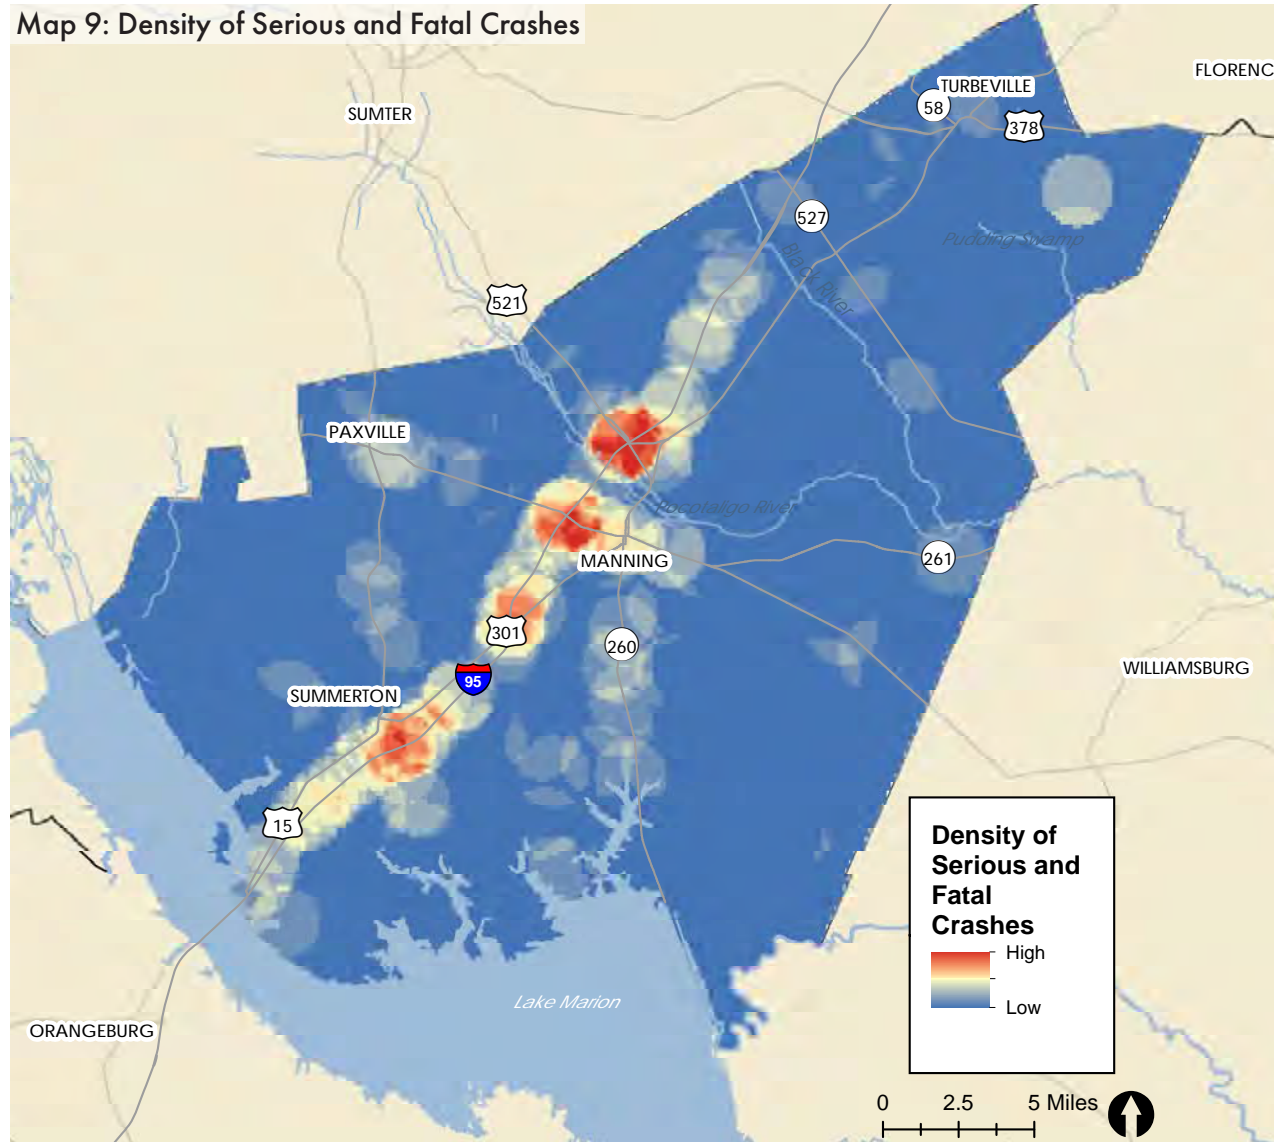 Map 9: Density of Serious and Fatal Crashes
FLORENC
TURBEVILLE
58
378
SUMTER
527
Pudding Swamp
Black River
521
PAXVILLE
Pocotaligo River
261
MANNING
301
260
WILLIAMSBURG
95
SUMMERTON
15
Density of
Serious and
Fatal
Crashes
High
Low
Lake Marion
ORANGEBURG
0 2.5 5 Miles